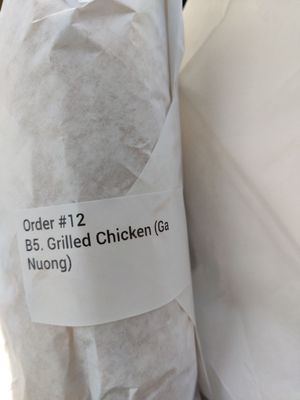 Order #12
B5. Grilled Chicken (Ga
Nuong)